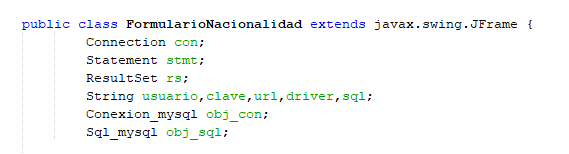 public class FormularioNacionalidad extends javax.swing.JFrame {
Connection con;
Statement stmt;
ResultSet rs;
String usuario,clave,url,driver,sql;
Conexion_mysql obj_con;
Sql_mysql obj_sql;